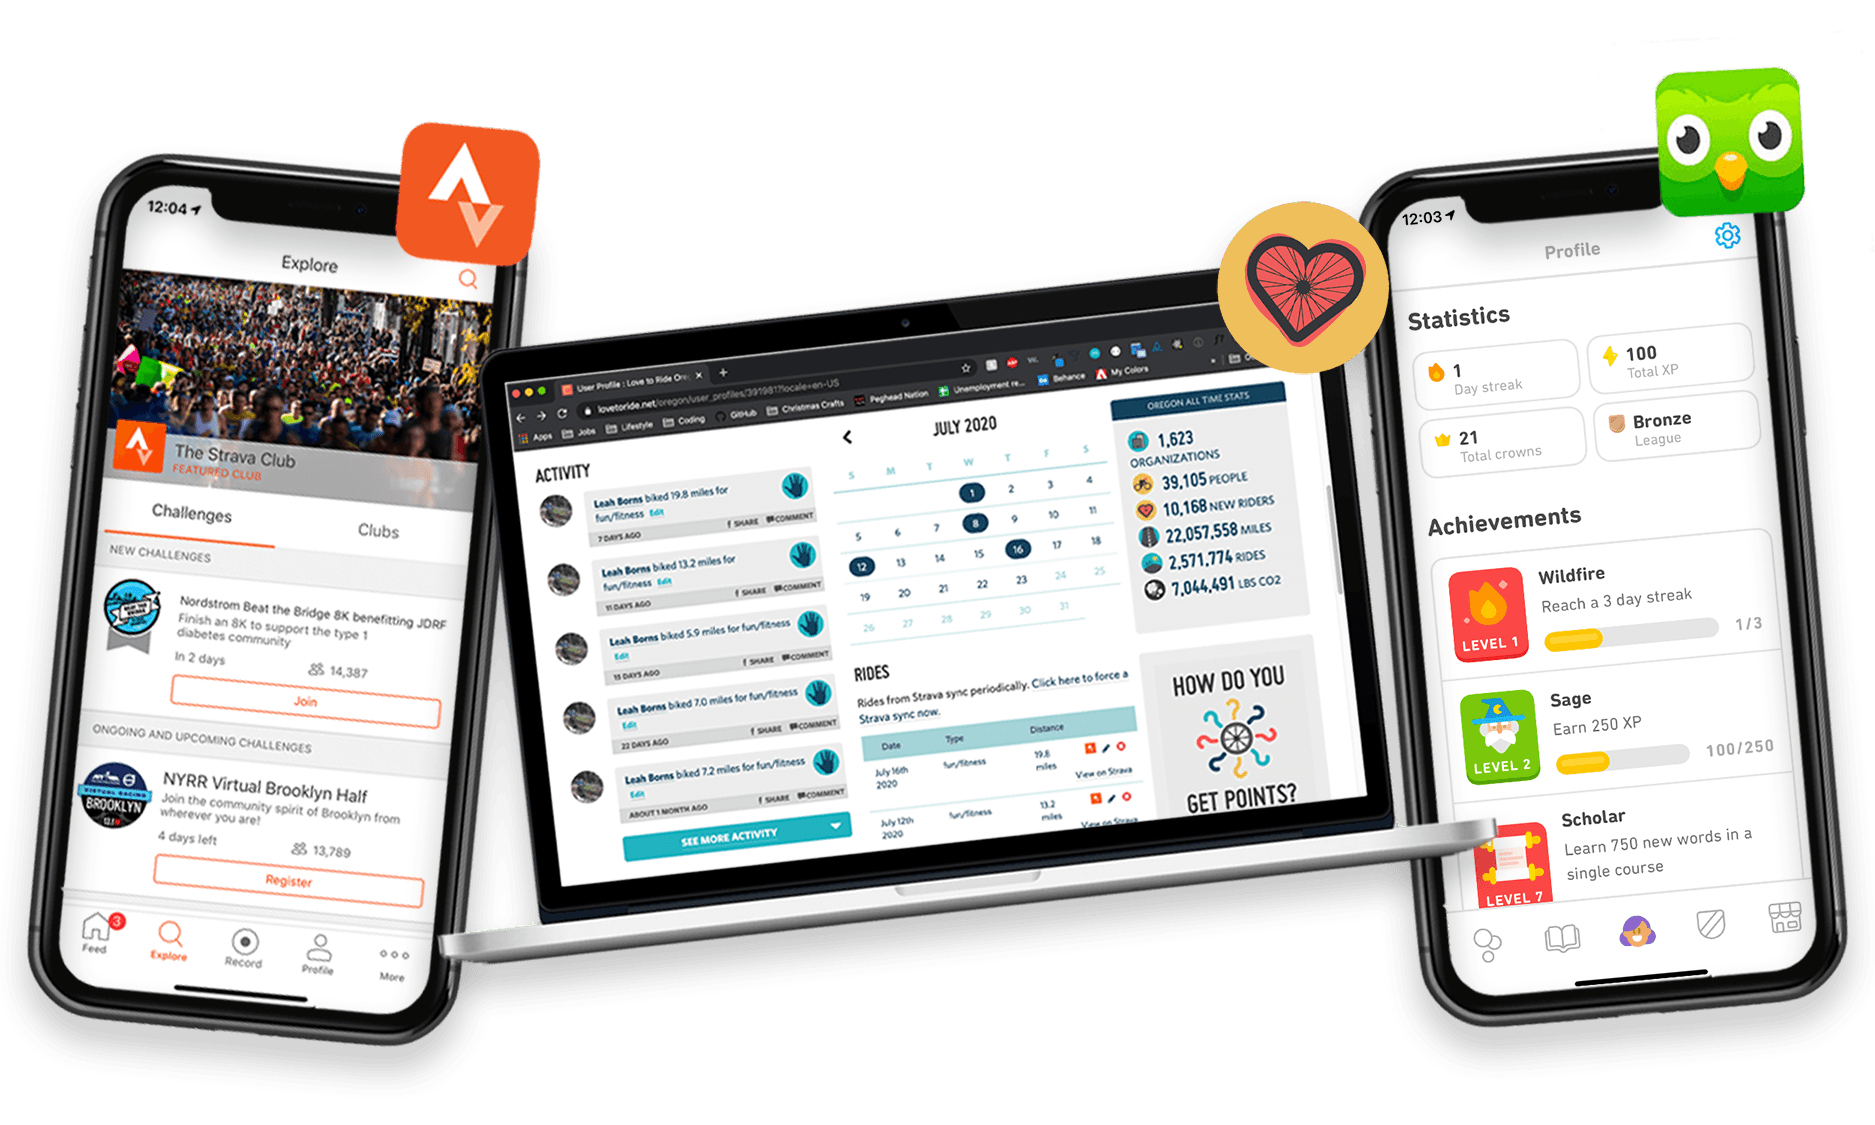 12:04
Explore
The Strava Club
FEATURED CLUB
Challenges
Clubs
NEW CHALLENGES
Nordstrom Beat the Bridge 8K benefitting JDRF
Finish an 8K to support the type 1
diabetes community
In 2 days
14,387
Join
ONGOING AND UPCOMING CHALLENGES
VIRTUAL RACING
BROOKLYN
NYRR Virtual Brooklyn Half
Join the community spirit of Brooklyn from
wherever you are!
4 days left
13,789
Register
3
Feed
Explore
Record
Profile
More
User Profile : Love to Ride Ore
lovetoride.net/oregon/user_profiles/391981?locale=en-US
Apps
Jobs
Lifestyle
Coding
GitHub
Christmas Crafts
Peghead Nation
Unemployment re...
Behance
My Colors
ACTIVITY
Leah Borns biked 19.8 miles for
fun/fitness Edit
SHARE COMMENT
7 DAYS AGO
Leah Borns biked 13.2 miles for
fun/fitness Edit
SHARE COMMENT
11 DAYS AGO
Leah Borns biked 5.9 miles for fun/fitness
Edit
SHARE COMMENT
15 DAYS AGO
Leah Borns biked 7.0 miles for fun/fitness
Edit
SHARE COMMENT
22 DAYS AGO
Leah Borns biked 7.2 miles for fun/fitness
Edit
SHARE COMMENT
ABOUT 1 MONTH AGO
SEE MORE ACTIVITY
JULY 2020
S M T W T F S
1 2 3 4
5 6 7 8 9 10 11
12 13 14 15 16 17 18
19 20 21 22 23 24 25
26 27 28 29 30 31
RIDES
Rides from Strava sync periodically. Click here to force a
Strava sync now.
Date Type Distance
July 16th
2020
fun/fitness
19.8
miles
View on Strava
July 12th
2020
fun/fitness
13.2
miles
View on Strava
OREGON ALL TIME STATS
1,623
ORGANIZATIONS
39,105 PEOPLE
10,168 NEW RIDERS
22,057,558 MILES
2,571,774 RIDES
7,044,491 LBS CO2
HOW DO YOU
GET POINTS?
12:03
Profile
Statistics
1
Day streak
100
Total XP
21
Total crowns
Bronze
League
Achievements
LEVEL 1
Wildfire
Reach a 3 day streak
1/3
LEVEL 2
Sage
Earn 250 XP
100/250
LEVEL 7
Scholar
Learn 750 new words in a
single course